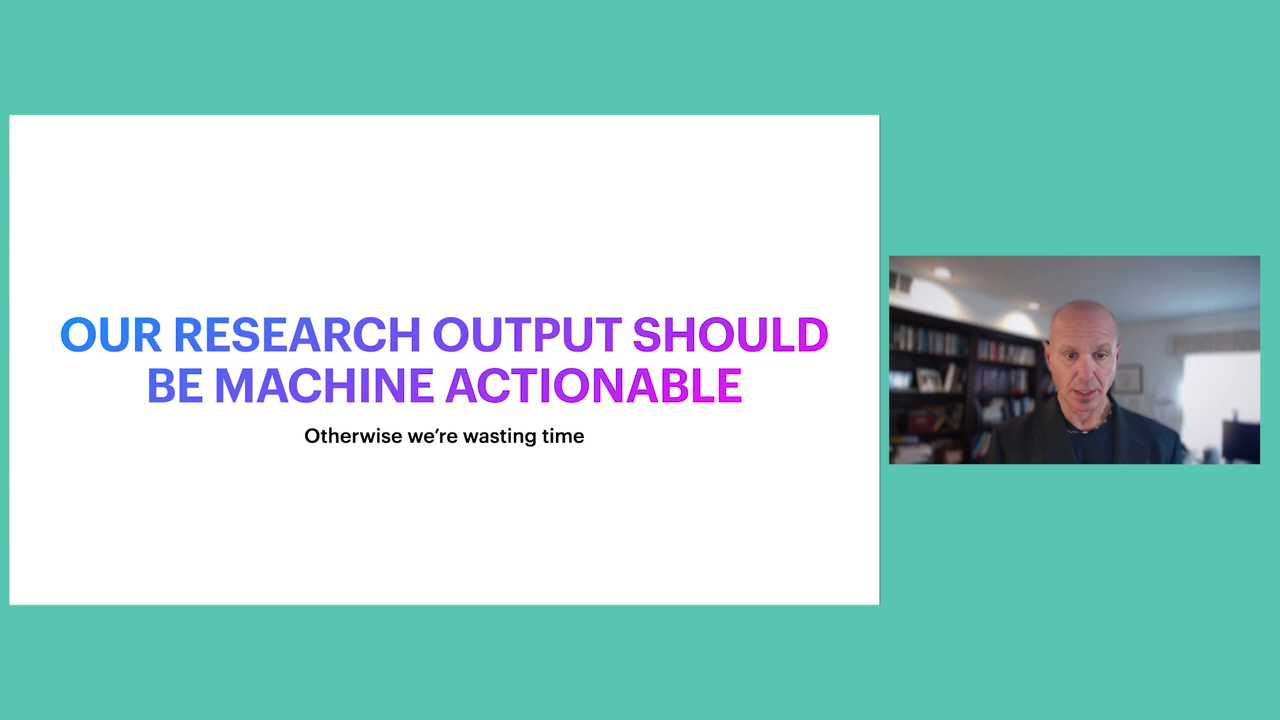 OUR RESEARCH OUTPUT SHOULD
BE MACHINE ACTIONABLE
Otherwise we're wasting time